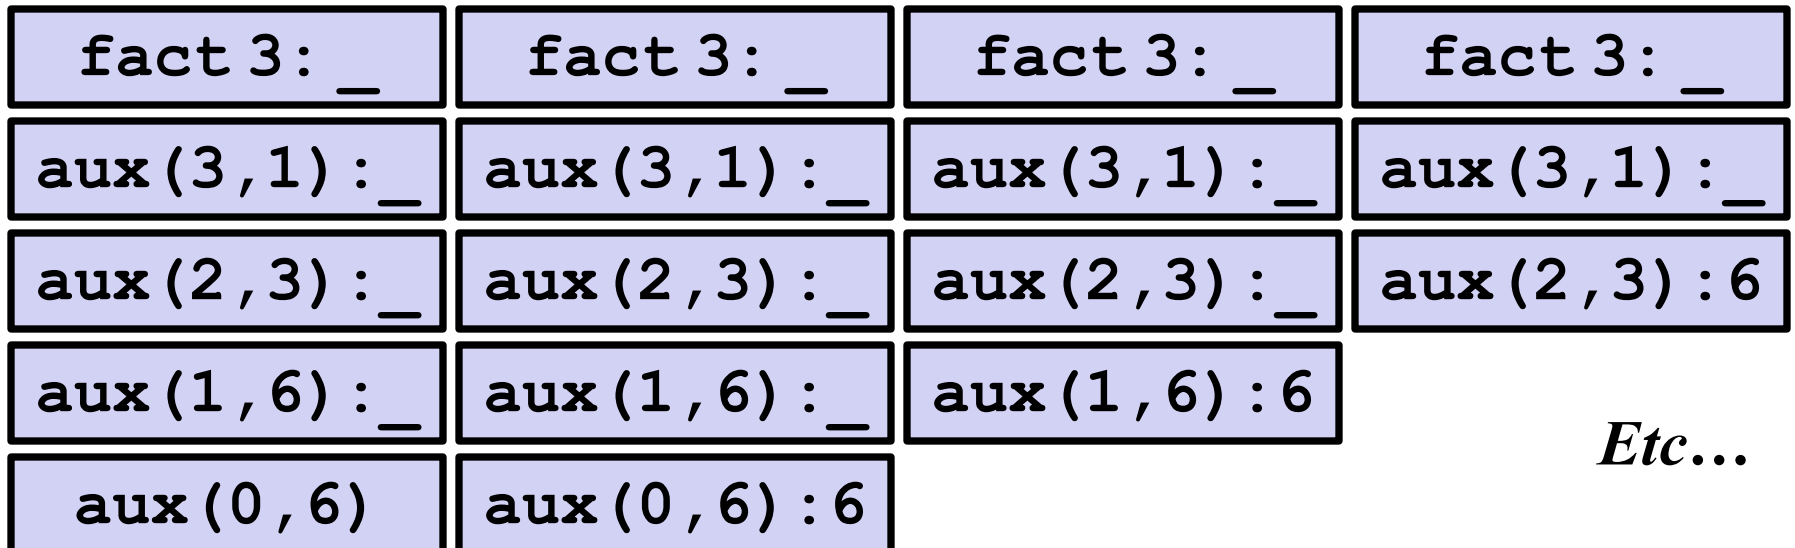 fact 3:_ fact 3:_ fact 3:_ fact 3:_
aux(3,1):_ aux(3,1):_ aux(3,1):_ aux(3,1):_
aux(2,3):_ aux(2,3):_ aux(2,3):_ aux(2,3):6
aux(1,6):_ aux(1,6):_ aux(1,6):6
Etc…
aux(0,6) aux(0,6):6